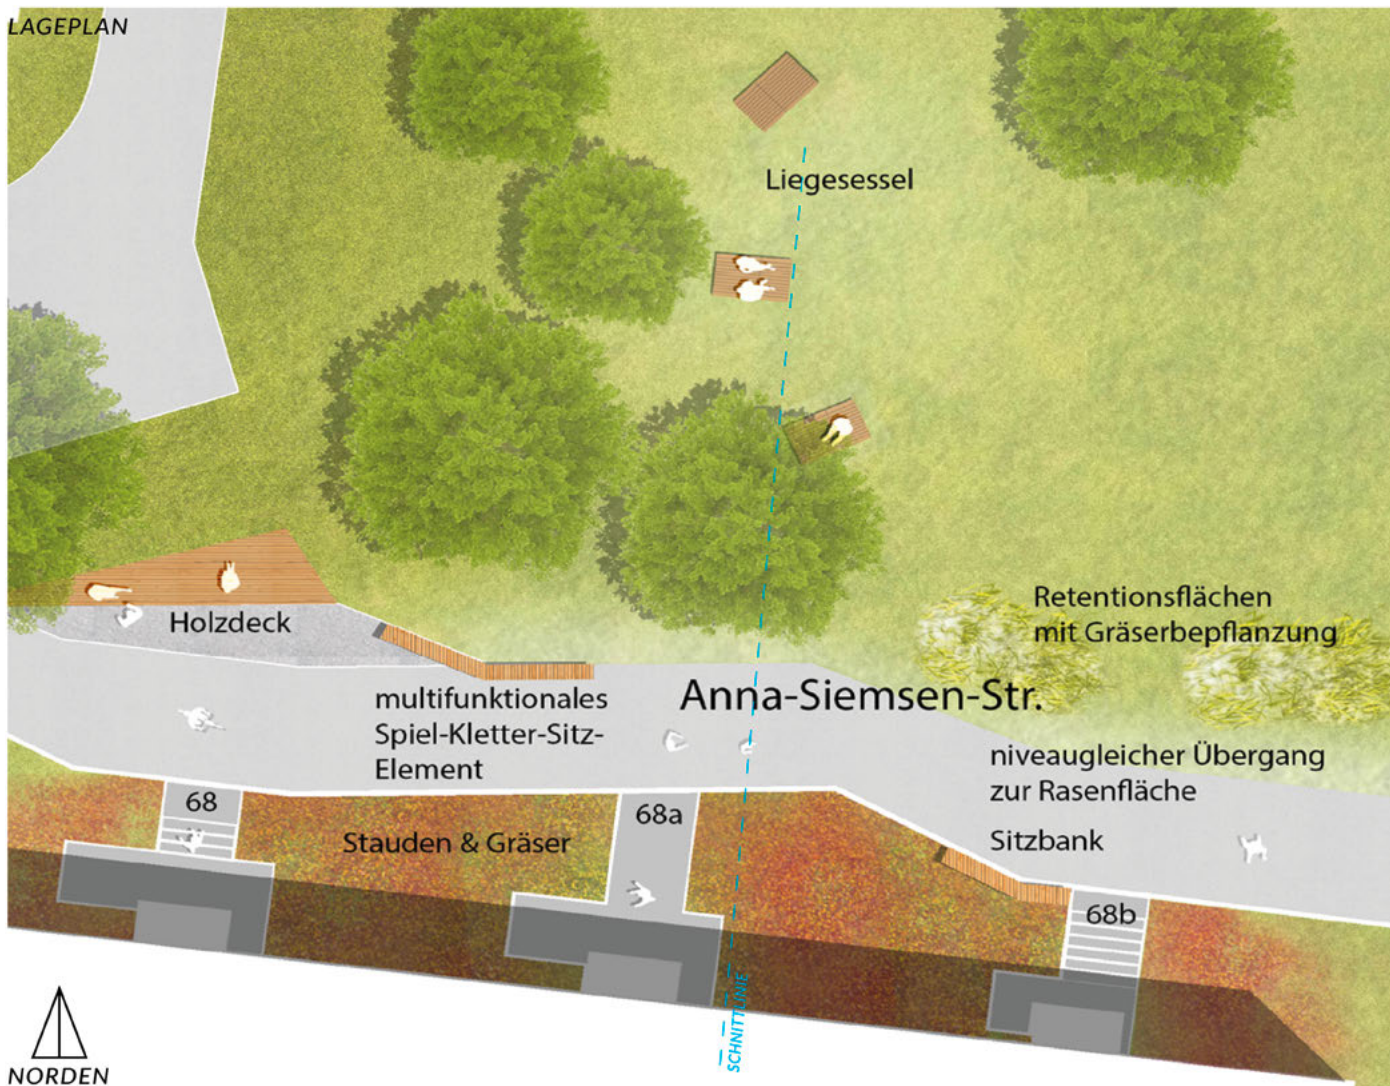 LAGEPLAN
Liegesessel
Retentionsflächen
mit Gräserbepflanzung
Holzdeck
multifunktionales
Spiel-Kletter-Sitz-
Element
Anna-Siemsen-Str.
niveaugleicher Übergang
zur Rasenfläche
Sitzbank
68
68a
68b
Stauden & Gräser
SCHNITTLINIE
NORDEN